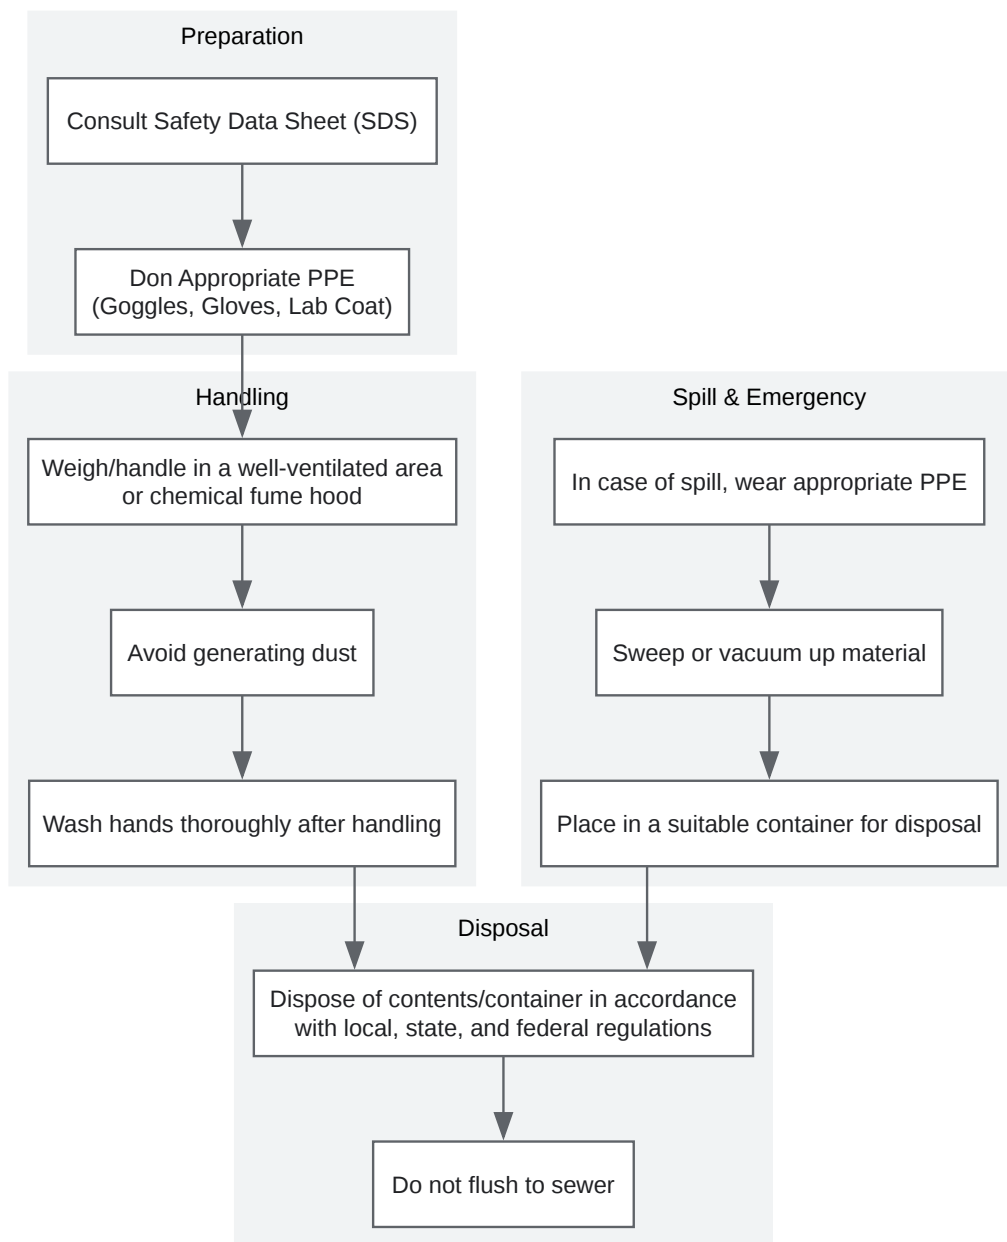 Preparation
Consult Safety Data Sheet (SDS)
Don Appropriate PPE
(Goggles, Gloves, Lab Coat)
Handling
Weigh/handle in a well-ventilated area
or chemical fume hood
Avoid generating dust
Wash hands thoroughly after handling
Spill & Emergency
In case of spill, wear appropriate PPE
Sweep or vacuum up material
Place in a suitable container for disposal
Disposal
Dispose of contents/container in accordance
with local, state, and federal regulations
Do not flush to sewer